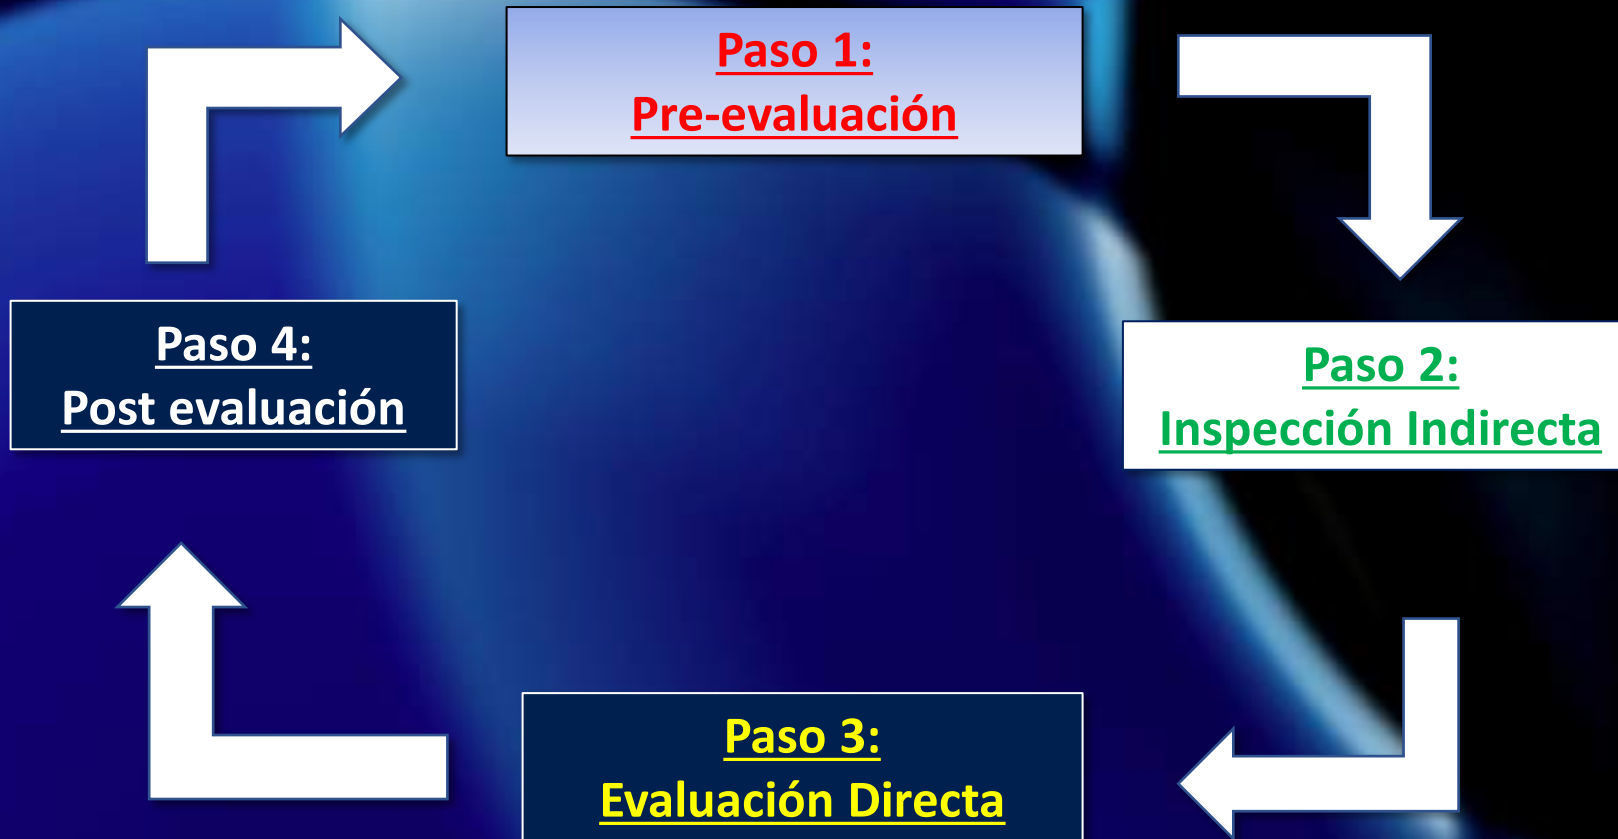 Paso 1:
Pre-evaluación
Paso 2:
Inspección Indirecta
Paso 3:
Evaluación Directa
Paso 4:
Post evaluación